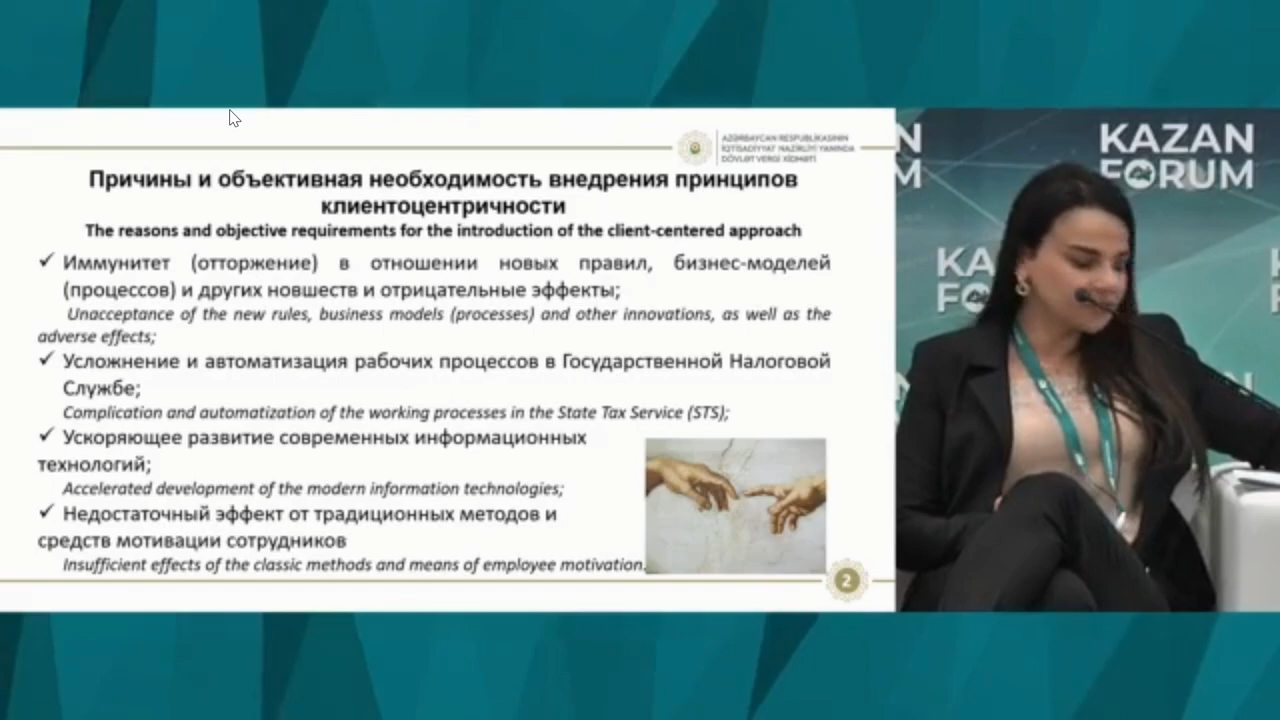 AZƏRBAYCAN RESPUBLİKASININ
İQTİSADİYYAT NAZİRLİYİ YANINDA
DÖVLƏT VERGİ XİDMƏTİ
Причины и объективная необходимость внедрения принципов
клиентоцентричности
The reasons and objective requirements for the introduction of the client-centered approach
✓ Иммунитет (отторжение) в отношении новых правил, бизнес-моделей
(процессов) и других новшеств и отрицательные эффекты;
Unacceptance of the new rules, business models (processes) and other innovations, as well as the
adverse effects;
✓ Усложнение и автоматизация рабочих процессов в Государственной Налоговой
Службе;
Complication and automatization of the working processes in the State Tax Service (STS);
✓ Ускоряющее развитие современных информационных
технологий;
Accelerated development of the modern information technologies;
✓ Недостаточный эффект от традиционных методов и
средств мотивации сотрудников
Insufficient effects of the classic methods and means of employee motivation.
2
N
M
KAZAN
FORUM
KA
FO